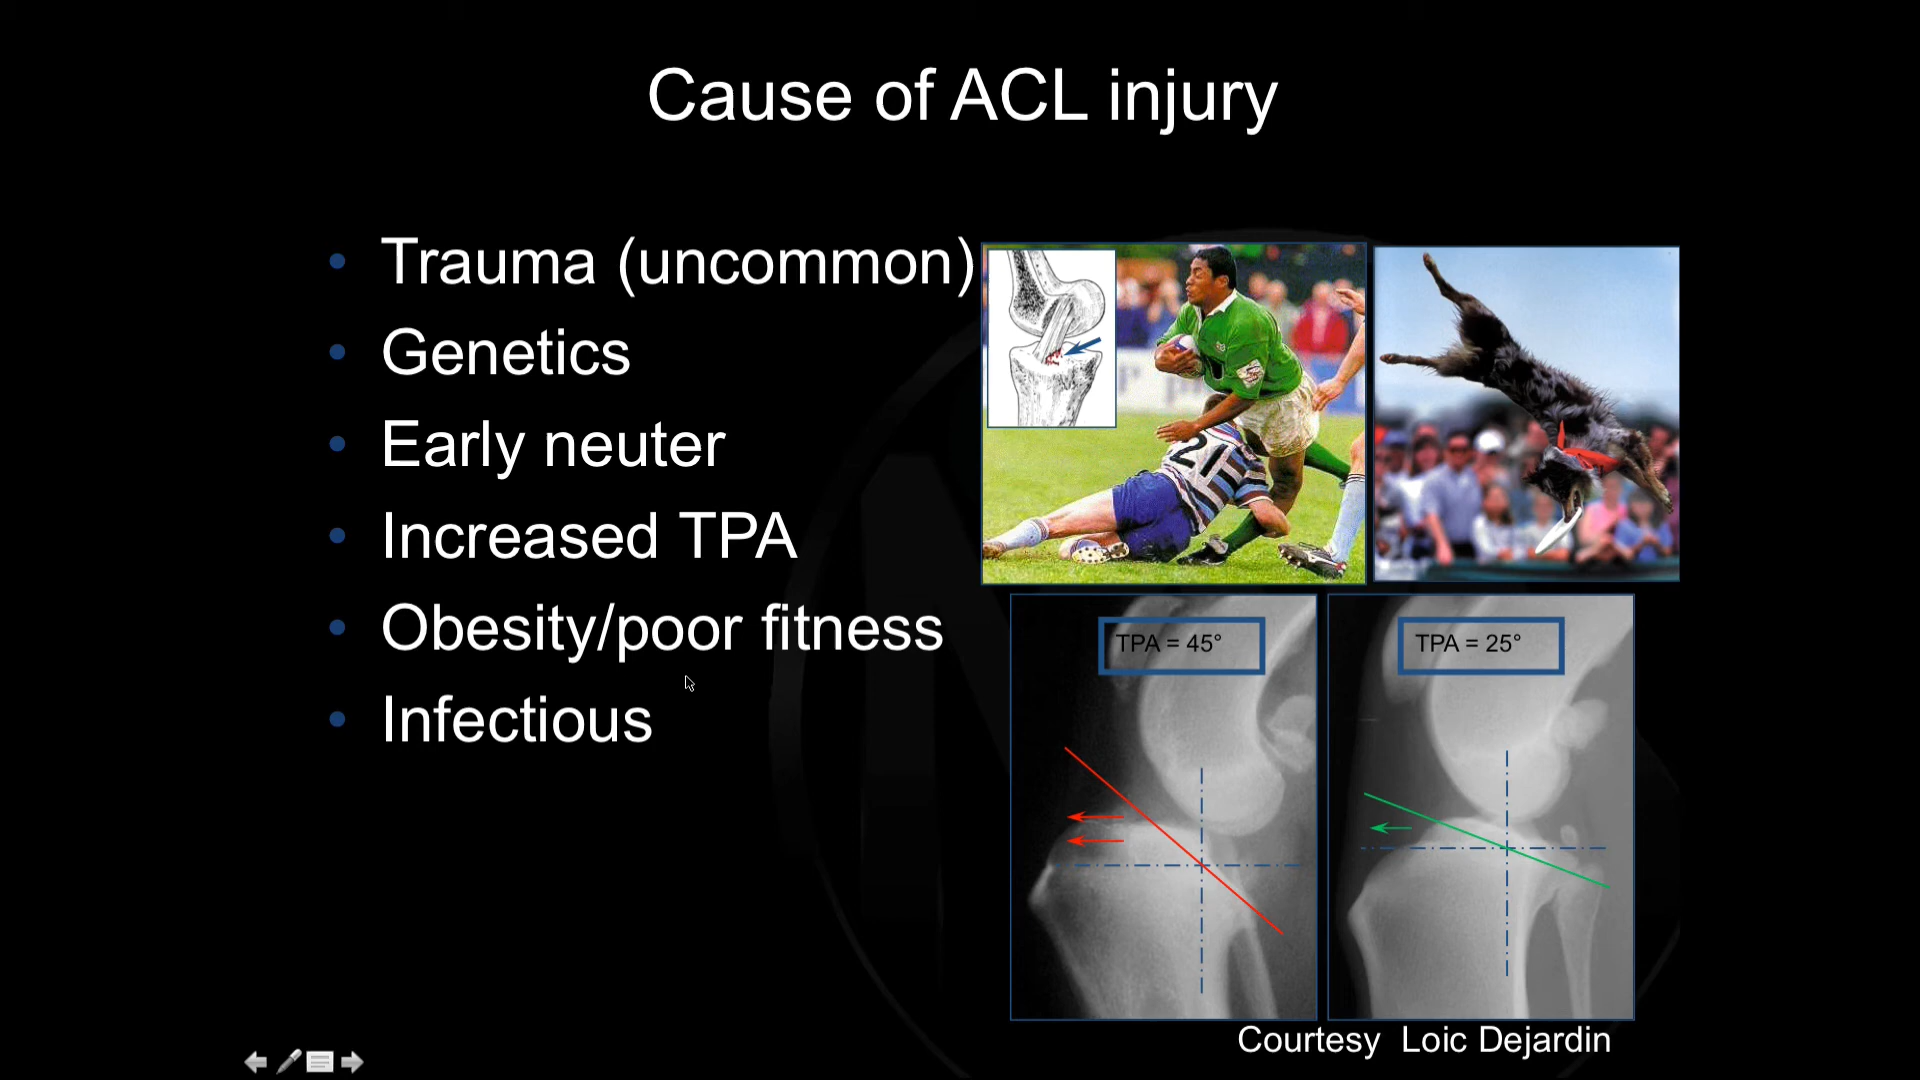 Cause of ACL injury
Trauma (uncommon)
Genetics
Early neuter
Increased TPA
Obesity/poor fitness
Infectious
21
TPA = 45°
TPA = 25°
Courtesy Loic Dejardin